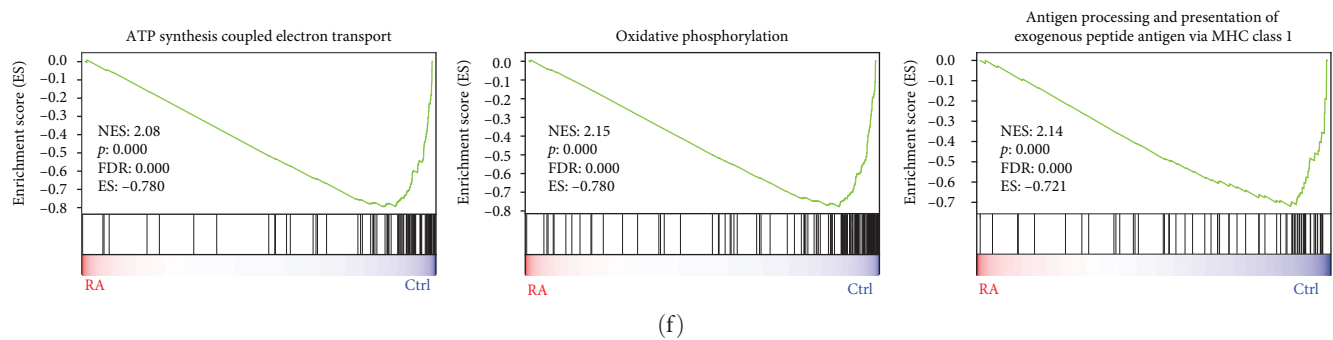 ATP synthesis coupled electron transport
Enrichment score (ES)
0.0
–0.1
–0.2
–0.3
–0.4
–0.5
–0.6
–0.7
–0.8
NES: 2.08
p: 0.000
FDR: 0.000
ES: –0.780
RA
Ctrl
Oxidative phosphorylation
Enrichment score (ES)
0.0
–0.1
–0.2
–0.3
–0.4
–0.5
–0.6
–0.7
–0.8
NES: 2.15
p: 0.000
FDR: 0.000
ES: –0.780
RA
Ctrl
Antigen processing and presentation of
exogenous peptide antigen via MHC class 1
Enrichment score (ES)
0.0
–0.1
–0.2
–0.3
–0.4
–0.5
–0.6
–0.7
NES: 2.14
p: 0.000
FDR: 0.000
ES: –0.721
RA
Ctrl
(f)